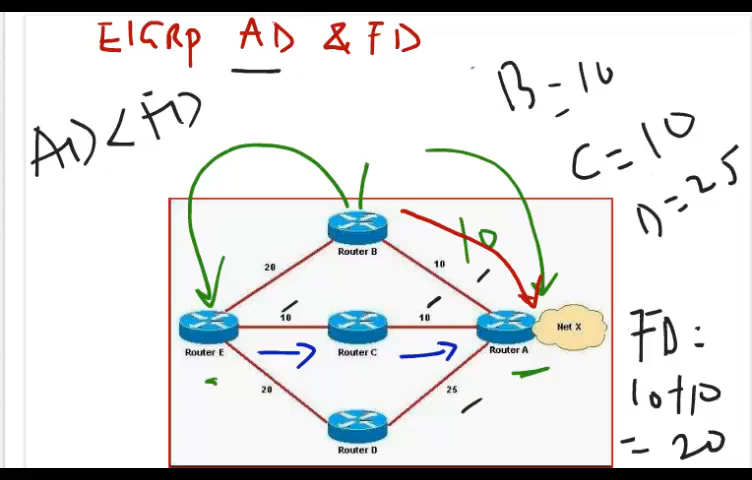 EIGRP AD & FD
B = 10
AD < FD
C = 10
D = 25
Router B
10
20
10
10
10
Net X
Router E
Router C
Router A
20
25
Router D
FD:
10+10
= 20